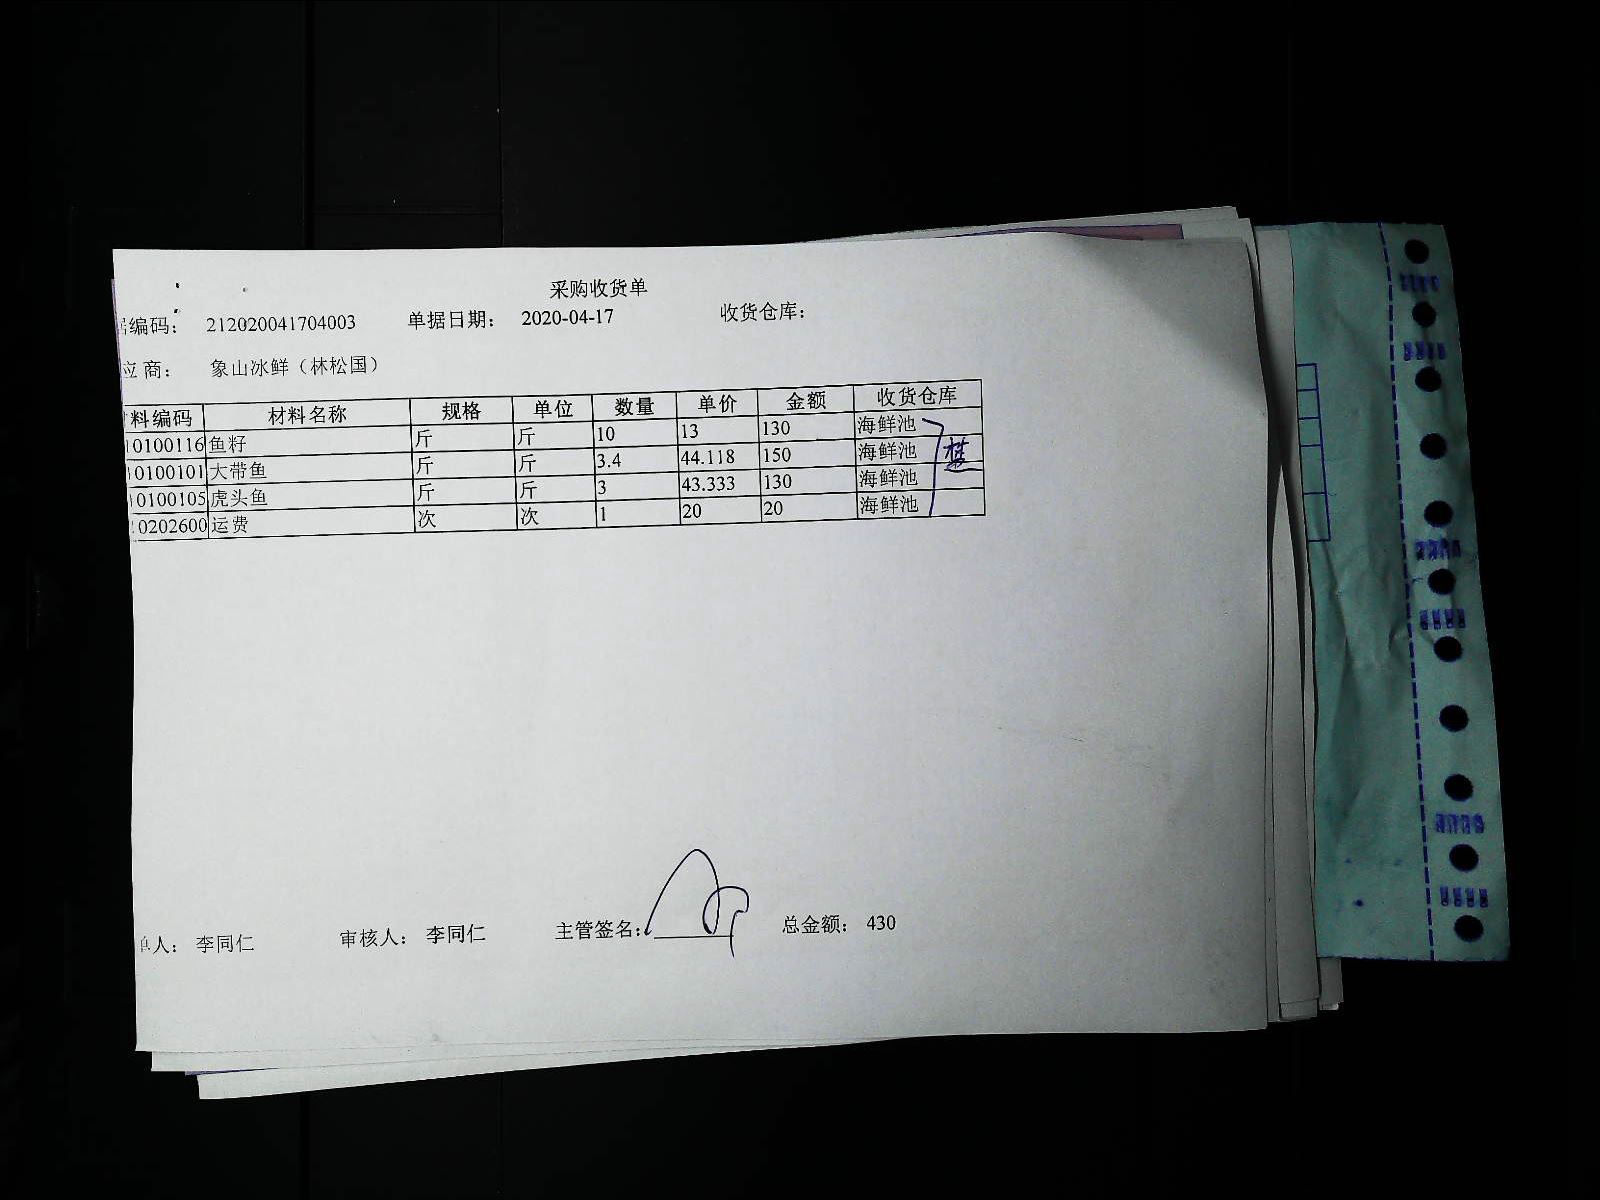 采购收货单
编码： 212020041704003 单据日期： 2020-04-17 收货仓库：
应商： 象山冰鲜（林松国）
料编码 材料名称 规格 单位 数量 单价 金额 收货仓库
10100116 鱼籽 斤 斤 10 13 130 海鲜池
10100101 大带鱼 斤 斤 3.4 44.118 150 海鲜池
10100105 虎头鱼 斤 斤 3 43.333 130 海鲜池
0202600 运费 次 次 1 20 20 海鲜池
单人： 李同仁 审核人： 李同仁 主管签名： 总金额： 430